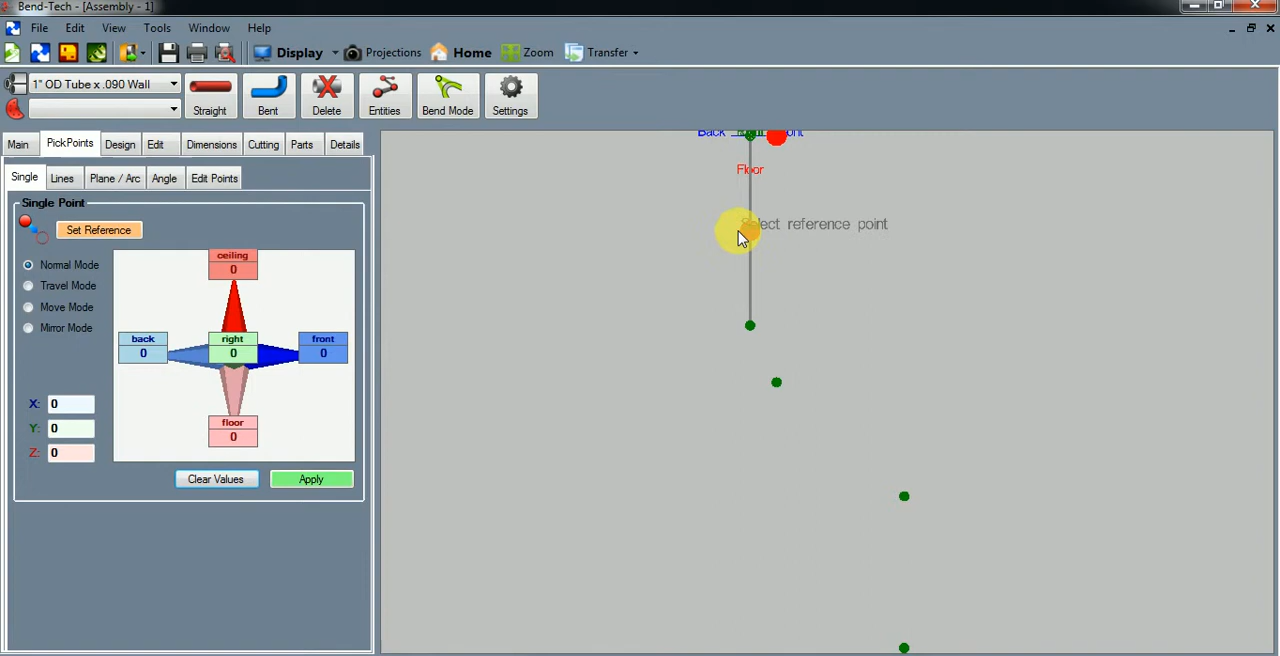 Bend-Tech - [Assembly - 1]
File Edit View Tools Window Help
Display Projections Home Zoom Transfer
1" OD Tube x .090 Wall
Straight Bent Delete Entities Bend Mode Settings
Main PickPoints Design Edit Dimensions Cutting Parts Details
Single Lines Plane / Arc Angle Edit Points
Single Point
Set Reference
Normal Mode
Travel Mode
Move Mode
Mirror Mode
ceiling
0
back
0
right
0
front
0
floor
0
X: 0
Y: 0
Z: 0
Clear Values Apply
Back
Floor
Select reference point